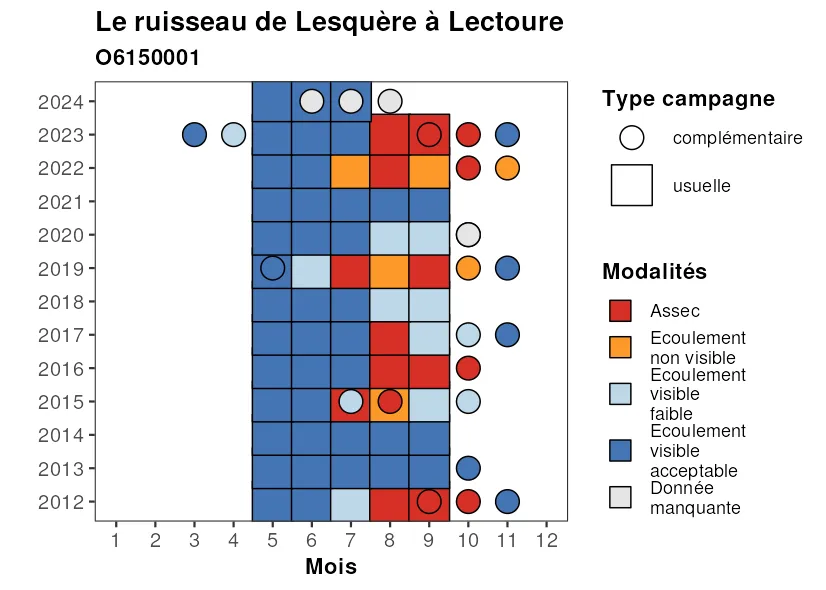 Le ruisseau de Lesquère à Lectoure
O6150001
2024
2023
2022
2021
2020
2019
2018
2017
2016
2015
2014
2013
2012
1 2 3 4 5 6 7 8 9 10 11 12
Mois
Type campagne
complémentaire
usuelle
Modalités
Assec
Ecoulement
non visible
Ecoulement
visible
faible
Ecoulement
visible
acceptable
Donnée
manquante